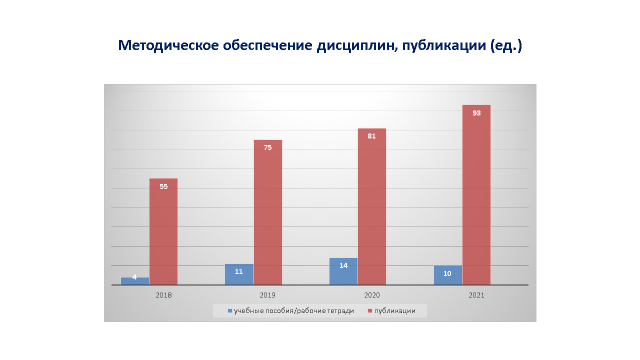 Методическое обеспечение дисциплин, публикации (ед.)
93
81
75
55
14
11
10
4
2018 2019 2020 2021
учебные пособия/рабочие тетради публикации